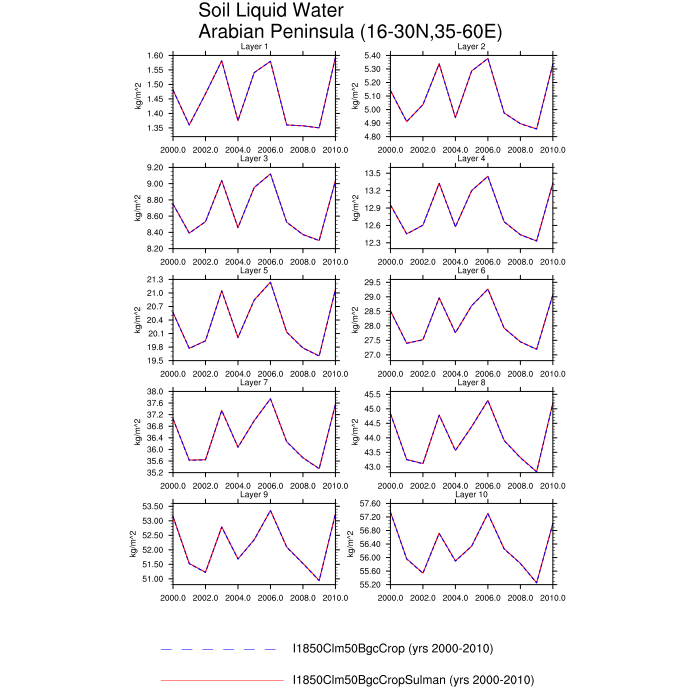 Soil Liquid Water
Arabian Peninsula (16-30N,35-60E)
Layer 1
kg/m^2
1.60
1.55
1.50
1.45
1.40
1.35
2000.0 2002.0 2004.0 2006.0 2008.0 2010.0
Layer 2
kg/m^2
5.40
5.30
5.20
5.10
5.00
4.90
4.80
2000.0 2002.0 2004.0 2006.0 2008.0 2010.0
Layer 3
kg/m^2
9.20
9.00
8.80
8.60
8.40
8.20
2000.0 2002.0 2004.0 2006.0 2008.0 2010.0
Layer 4
kg/m^2
13.5
13.2
12.9
12.6
12.3
2000.0 2002.0 2004.0 2006.0 2008.0 2010.0
Layer 5
kg/m^2
21.3
21.0
20.7
20.4
20.1
19.8
19.5
2000.0 2002.0 2004.0 2006.0 2008.0 2010.0
Layer 6
kg/m^2
29.5
29.0
28.5
28.0
27.5
27.0
2000.0 2002.0 2004.0 2006.0 2008.0 2010.0
Layer 7
kg/m^2
38.0
37.6
37.2
36.8
36.4
36.0
35.6
35.2
2000.0 2002.0 2004.0 2006.0 2008.0 2010.0
Layer 8
kg/m^2
45.5
45.0
44.5
44.0
43.5
43.0
2000.0 2002.0 2004.0 2006.0 2008.0 2010.0
Layer 9
kg/m^2
53.50
53.00
52.50
52.00
51.50
51.00
2000.0 2002.0 2004.0 2006.0 2008.0 2010.0
Layer 10
kg/m^2
57.60
57.20
56.80
56.40
56.00
55.60
55.20
2000.0 2002.0 2004.0 2006.0 2008.0 2010.0
I1850Clm50BgcCrop (yrs 2000-2010)
I1850Clm50BgcCropSulman (yrs 2000-2010)